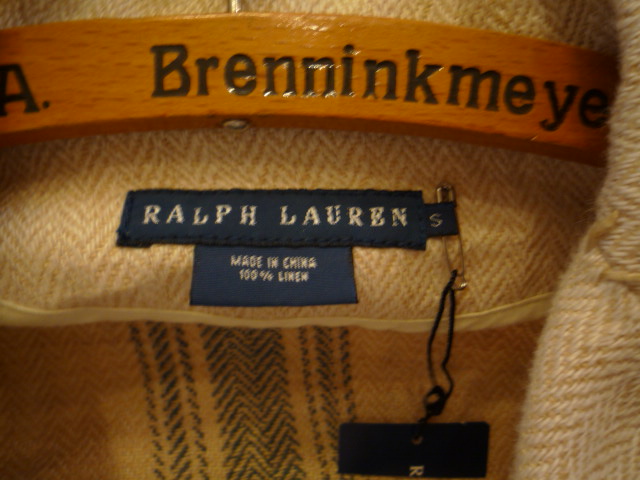 A. Brenninkmeye
RALPH LAUREN S
MADE IN CHINA
100% LINEN
R